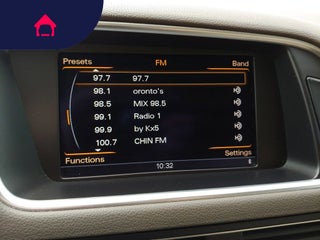 Presets FM Band
97.7 97.7
98.1 oronto's
98.5 MIX 98.5
99.1 Radio 1
99.9 by Kx5
100.7 CHIN FM
Functions Settings
10:32